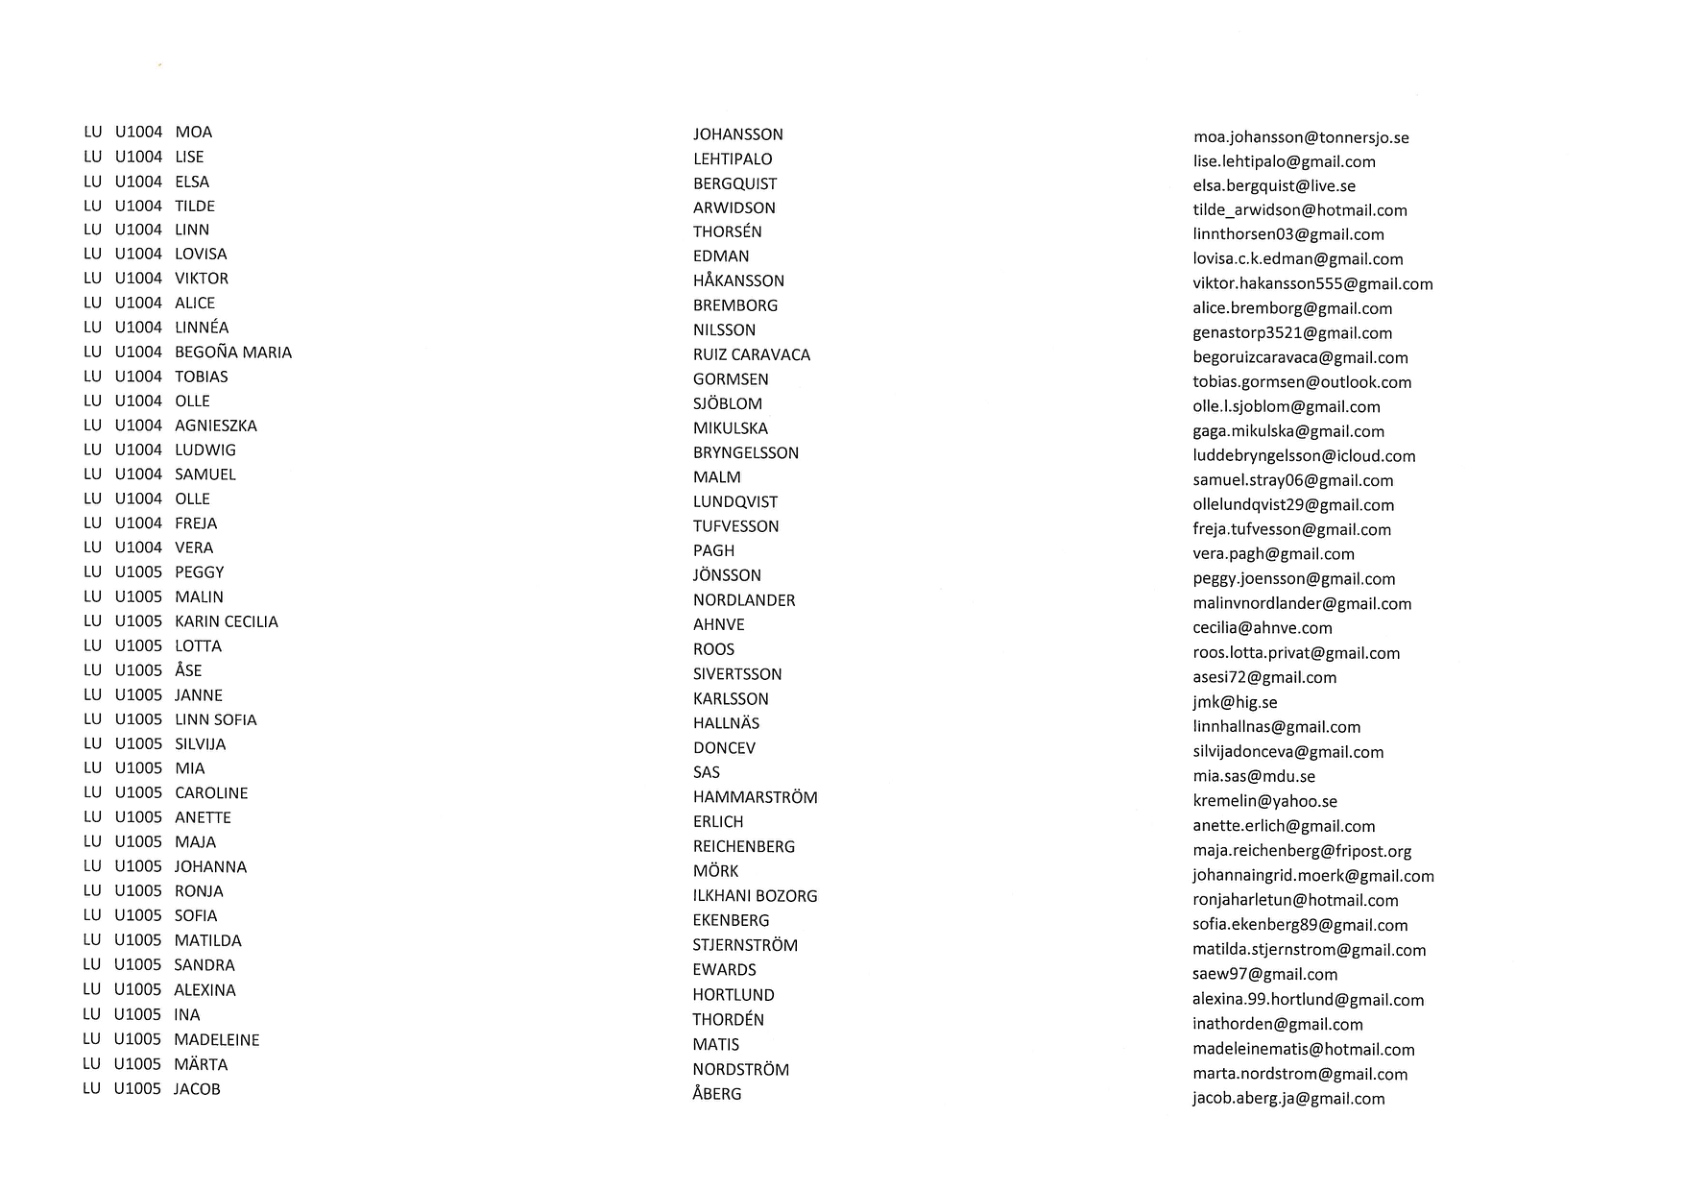 LU U1004 MOA JOHANSSON moa.johansson@tonnersjo.se
LU U1004 LISE LEHTIPALO lise.lehtipalo@gmail.com
LU U1004 ELSA BERGQUIST elsa.bergquist@live.se
LU U1004 TILDE ARWIDSON tilde_arwidson@hotmail.com
LU U1004 LINN THORSÉN linnthorsen03@gmail.com
LU U1004 LOVISA EDMAN lovisa.c.k.edman@gmail.com
LU U1004 VIKTOR HÅKANSSON viktor.hakansson555@gmail.com
LU U1004 ALICE BREMBORG alice.bremborg@gmail.com
LU U1004 LINNÉA NILSSON genastorp3521@gmail.com
LU U1004 BEGOÑA MARIA RUIZ CARAVACA begoruizcaravaca@gmail.com
LU U1004 TOBIAS GORMSEN tobias.gormsen@outlook.com
LU U1004 OLLE SJÖBLOM olle.l.sjoblom@gmail.com
LU U1004 AGNIESZKA MIKULSKA gaga.mikulska@gmail.com
LU U1004 LUDWIG BRYNGELSSON luddebryngelsson@icloud.com
LU U1004 SAMUEL MALM samuel.stray06@gmail.com
LU U1004 OLLE LUNDQVIST ollelundqvist29@gmail.com
LU U1004 FREJA TUFVESSON freja.tufvesson@gmail.com
LU U1004 VERA PAGH vera.pagh@gmail.com
LU U1005 PEGGY JÖNSSON peggy.joensson@gmail.com
LU U1005 MALIN NORDLANDER malinvnordlander@gmail.com
LU U1005 KARIN CECILIA AHNVE cecilia@ahnve.com
LU U1005 LOTTA ROOS roos.lotta.privat@gmail.com
LU U1005 ÅSE SIVERTSSON asesi72@gmail.com
LU U1005 JANNE KARLSSON jmk@hig.se
LU U1005 LINN SOFIA HALLNÄS linnhallnas@gmail.com
LU U1005 SILVIJA DONCEV silvijadonceva@gmail.com
LU U1005 MIA SAS mia.sas@mdu.se
LU U1005 CAROLINE HAMMARSTRÖM kremelin@yahoo.se
LU U1005 ANETTE ERLICH anette.erlich@gmail.com
LU U1005 MAJA REICHENBERG maja.reichenberg@fripost.org
LU U1005 JOHANNA MÖRK johannaingrid.moerk@gmail.com
LU U1005 RONJA ILKHANI BOZORG ronjaharletun@hotmail.com
LU U1005 SOFIA EKENBERG sofia.ekenberg89@gmail.com
LU U1005 MATILDA STJERNSTRÖM matilda.stjernstrom@gmail.com
LU U1005 SANDRA EWARDS saew97@gmail.com
LU U1005 ALEXINA HORTLUND alexina.99.hortlund@gmail.com
LU U1005 INA THORDÉN inathorden@gmail.com
LU U1005 MADELEINE MATIS madeleinematis@hotmail.com
LU U1005 MÄRTA NORDSTRÖM marta.nordstrom@gmail.com
LU U1005 JACOB ÅBERG jacob.aberg.ja@gmail.com